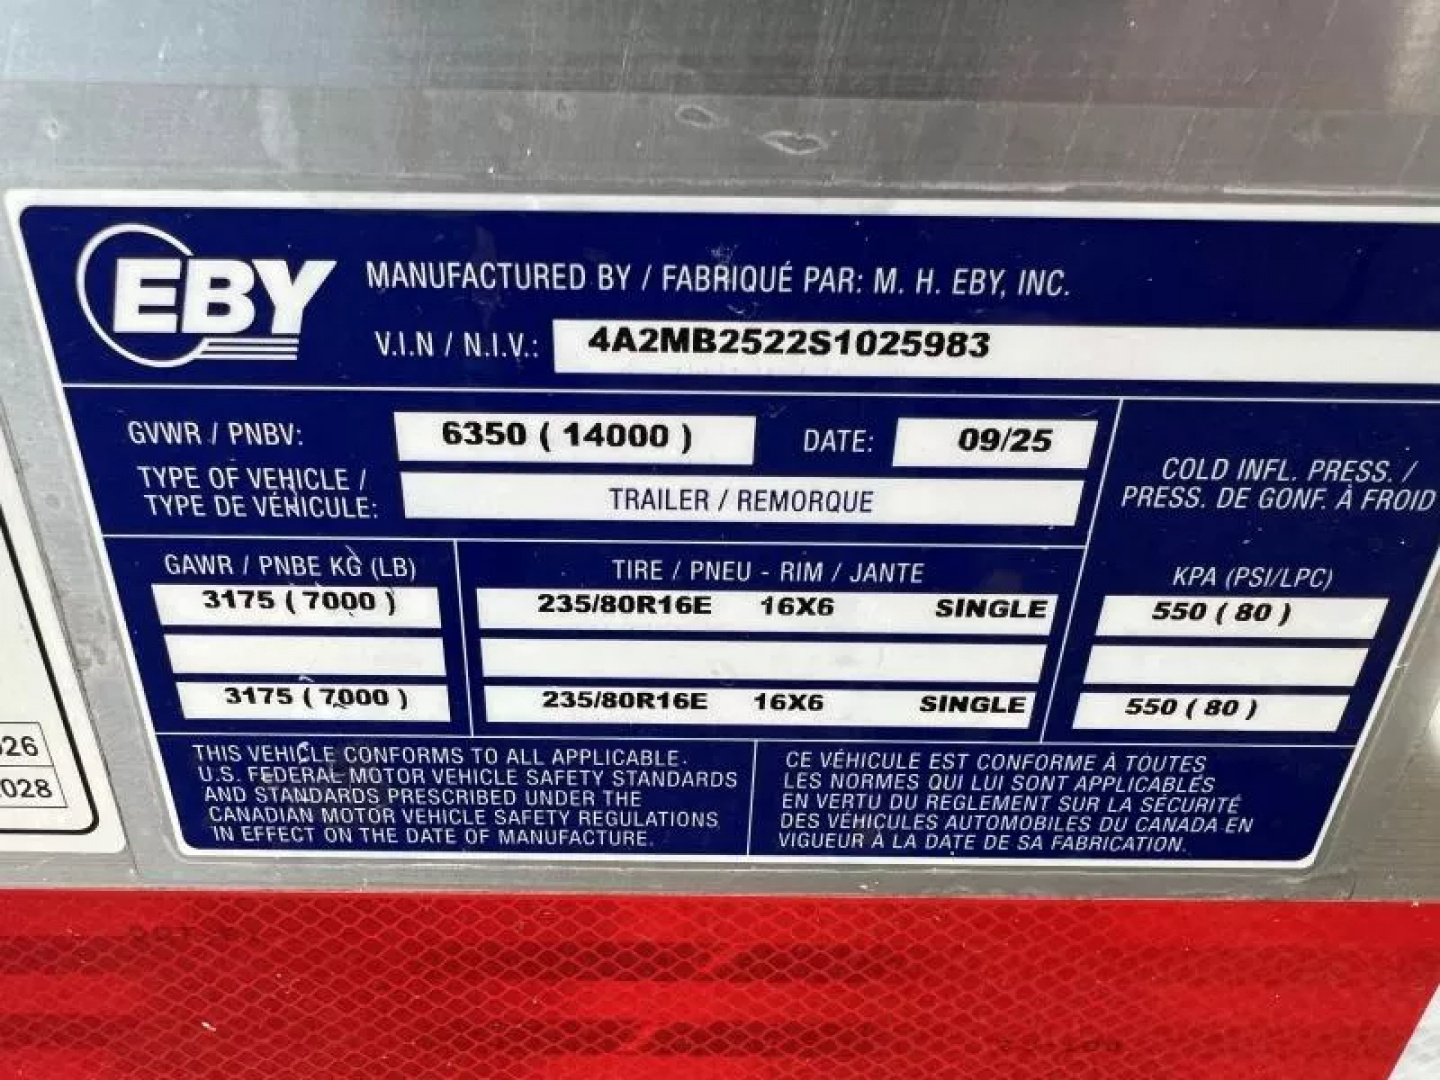 EBY
MANUFACTURED BY / FABRIQUÉ PAR: M. H. EBY, INC.
V.I.N / N.I.V.: 4A2MB2522S1025983
GVWR / PNBV: 6350 ( 14000 ) DATE: 09/25
TYPE OF VEHICLE /
TYPE DE VÉHICULE: TRAILER / REMORQUE
COLD INFL. PRESS. /
PRESS. DE GONF. À FROID
GAWR / PNBE KG (LB) TIRE / PNEU - RIM / JANTE KPA (PSI/LPC)
3175 ( 7000 ) 235/80R16E 16X6 SINGLE 550 ( 80 )
3175 ( 7000 ) 235/80R16E 16X6 SINGLE 550 ( 80 )
THIS VEHICLE CONFORMS TO ALL APPLICABLE.
U.S. FEDERAL MOTOR VEHICLE SAFETY STANDARDS
AND STANDARDS PRESCRIBED UNDER THE
CANADIAN MOTOR VEHICLE SAFETY REGULATIONS
IN EFFECT ON THE DATE OF MANUFACTURE.
CE VÉHICULE EST CONFORME À TOUTES
LES NORMES QUI LUI SONT APPLICABLÉS
EN VERTU DU REGLEMENT SUR LA SÉCURITÉ
DES VÉHICULES AUTOMOBILES DU CANADA EN
VIGUEUR À LA DATE DE SA FABRICATION.
26
028